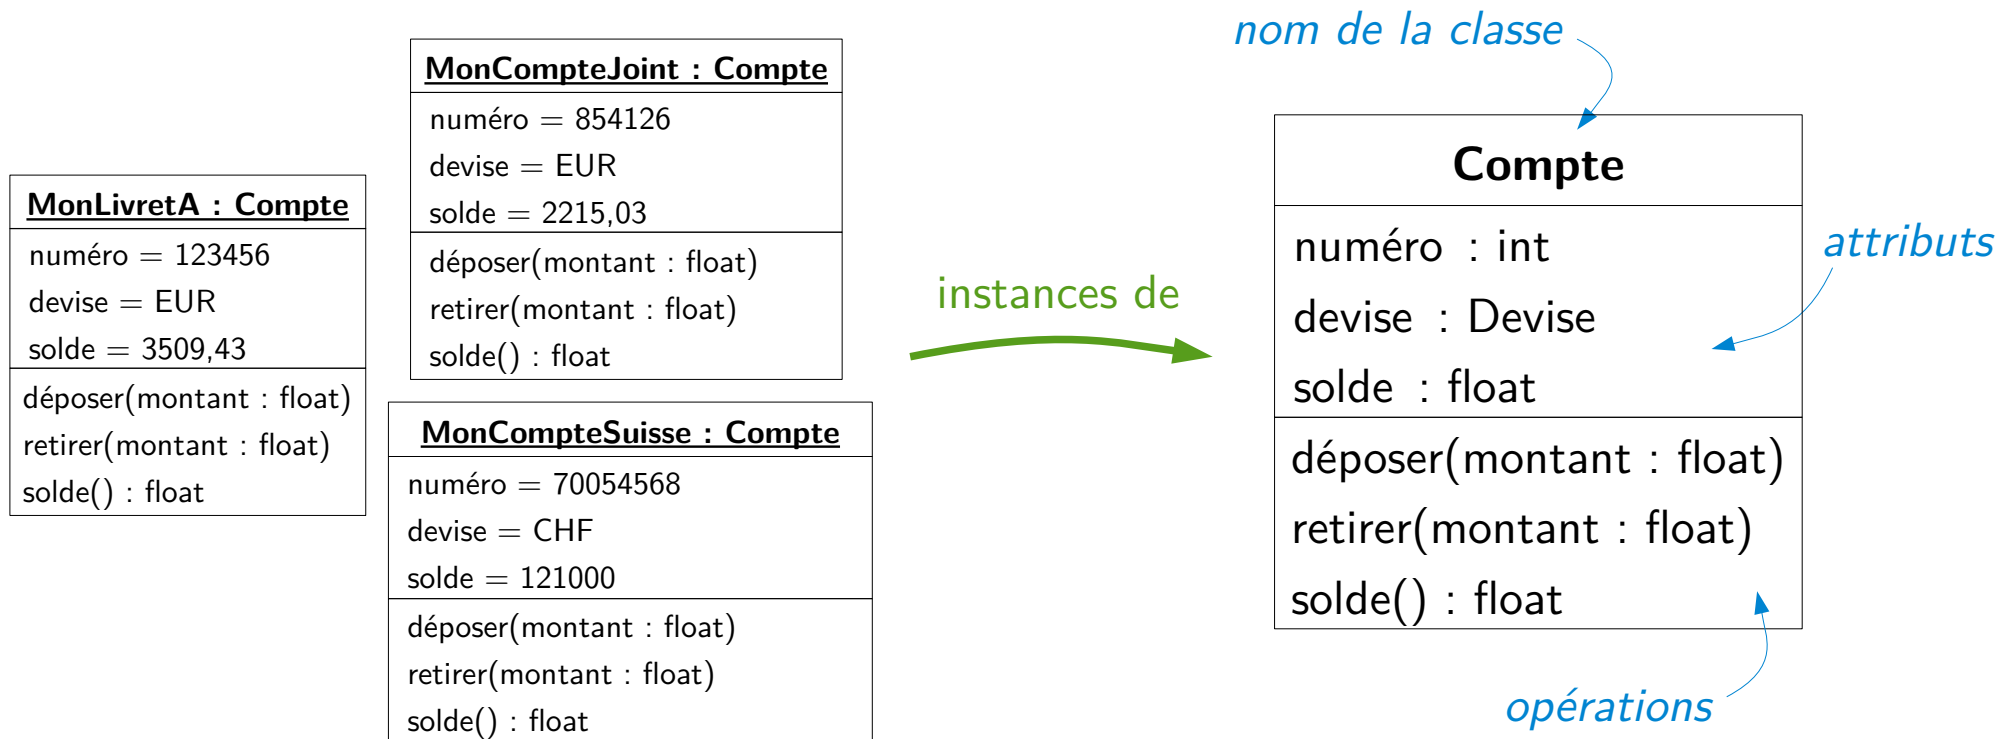 MonLivretA : Compte
numéro = 123456
devise = EUR
solde = 3509,43
déposer(montant : float)
retirer(montant : float)
solde() : float
MonCompteJoint : Compte
numéro = 854126
devise = EUR
solde = 2215,03
déposer(montant : float)
retirer(montant : float)
solde() : float
MonCompteSuisse : Compte
numéro = 70054568
devise = CHF
solde = 121000
déposer(montant : float)
retirer(montant : float)
solde() : float
instances de
nom de la classe
Compte
numéro : int
devise : Devise
solde : float
attributs
déposer(montant : float)
retirer(montant : float)
solde() : float
opérations